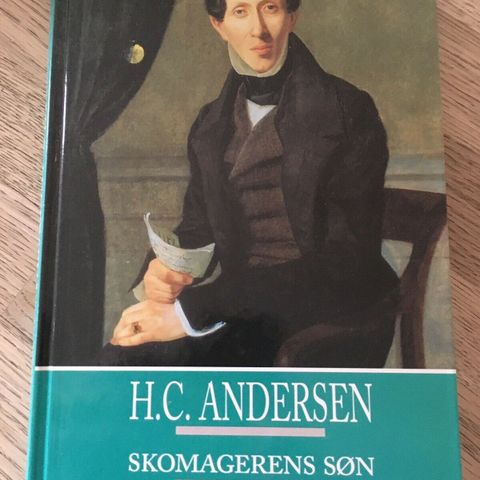 H.C. ANDERSEN
SKOMAGERENS SØN